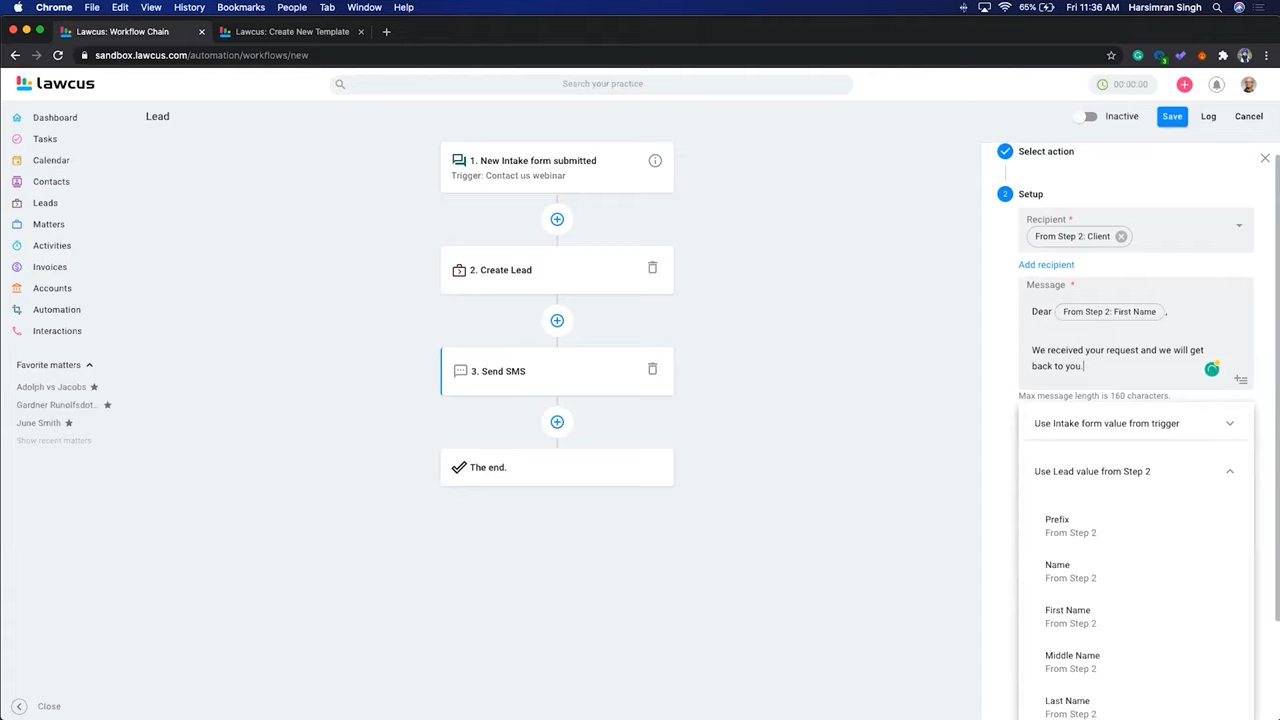 Chrome File Edit View History Bookmarks People Tab Window Help 65% Fri 11:36 AM Harsimran Singh
Lawcus: Workflow Chain × Lawcus: Create New Template × +
sandbox.lawcus.com/automation/workflows/new 3
lawcus Search your practice 00:00:00
Dashboard
Tasks
Calendar
Contacts
Leads
Matters
Activities
Invoices
Accounts
Automation
Interactions
Favorite matters
Adolph vs Jacobs
Gardner Runolfsdot...
June Smith
Show recent matters
Close
Lead
Inactive Save Log Cancel
1. New Intake form submitted
Trigger: Contact us webinar
2. Create Lead
3. Send SMS
The end.
Select action
2 Setup
Recipient *
From Step 2: Client
Add recipient
Message *
Dear From Step 2: First Name ,
We received your request and we will get
back to you.
Max message length is 160 characters.
Use Intake form value from trigger
Use Lead value from Step 2
Prefix
From Step 2
Name
From Step 2
First Name
From Step 2
Middle Name
From Step 2
Last Name
From Step 2